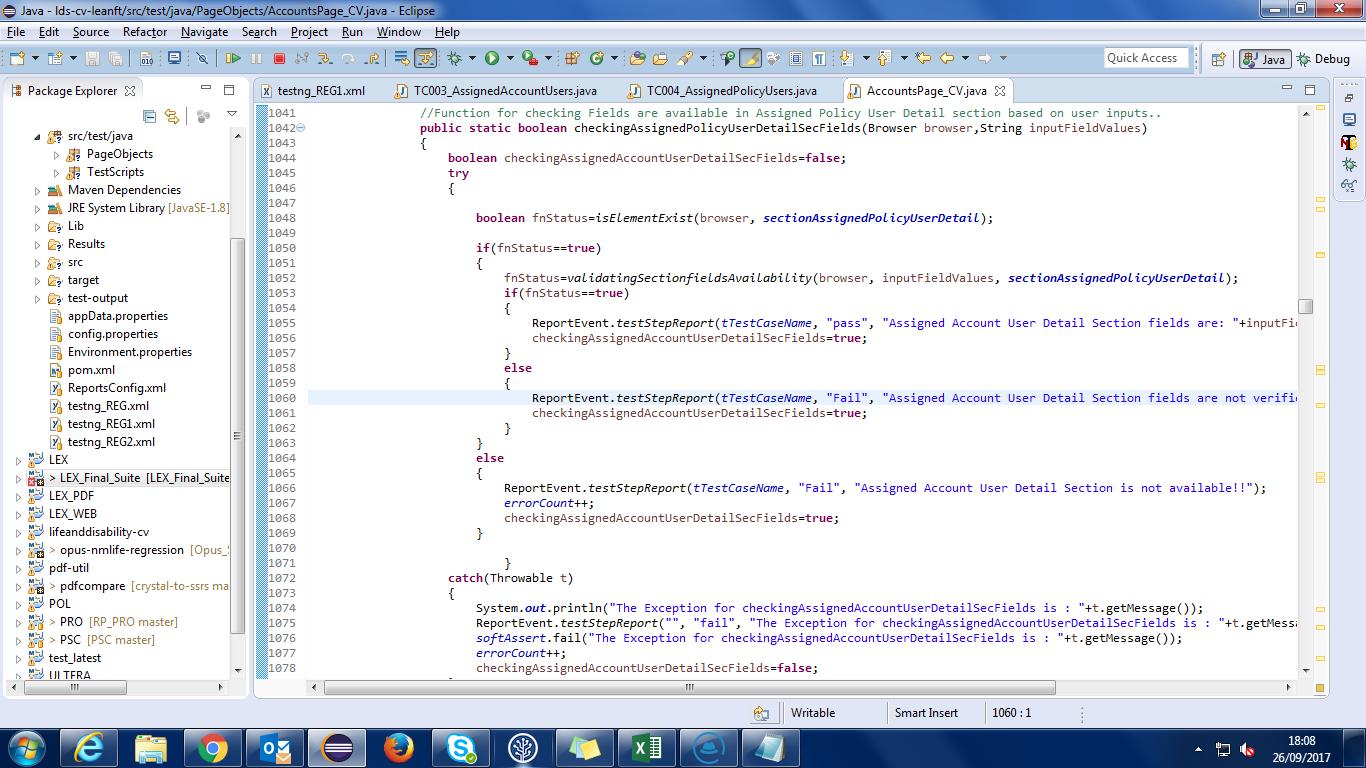 Java - lds-cv-leanft/src/test/java/PageObjects/AccountsPage_CV.java - Eclipse
File Edit Source Refactor Navigate Search Project Run Window Help
Quick Access
Java
Debug
Package Explorer
testng_REG1.xml
TC003_AssignedAccountUsers.java
TC004_AssignedPolicyUsers.java
AccountsPage_CV.java
src/test/java
PageObjects
TestScripts
Maven Dependencies
JRE System Library [JavaSE-1.8]
Lib
Results
src
target
test-output
appData.properties
config.properties
Environment.properties
pom.xml
ReportsConfig.xml
testng_REG.xml
testng_REG1.xml
testng_REG2.xml
LEX
> LEX_Final_Suite [LEX_Final_Suite
LEX_PDF
LEX_WEB
lifeanddisability-cv
> opus-nmlife-regression [Opus_S
pdf-util
> pdfcompare [crystal-to-ssrs ma
POL
> PRO [RP_PRO master]
> PSC [PSC master]
test_latest
ULTERA
1041 //Function for checking Fields are available in Assigned Policy User Detail section based on user inputs..
1042 public static boolean checkingAssignedPolicyUserDetailSecFields(Browser browser,String inputFieldValues)
1043 {
1044 boolean checkingAssignedAccountUserDetailSecFields=false;
1045 try
1046 {
1047
1048 boolean fnStatus=isElementExist(browser, sectionAssignedPolicyUserDetail);
1049
1050 if(fnStatus==true)
1051 {
1052 fnStatus=validatingSectionfieldsAvailability(browser, inputFieldValues, sectionAssignedPolicyUserDetail);
1053 if(fnStatus==true)
1054 {
1055 ReportEvent.testStepReport(tTestCaseName, "pass", "Assigned Account User Detail Section fields are: "+inputFie
1056 checkingAssignedAccountUserDetailSecFields=true;
1057 }
1058 else
1059 {
1060 ReportEvent.testStepReport(tTestCaseName, "Fail", "Assigned Account User Detail Section fields are not verifie
1061 checkingAssignedAccountUserDetailSecFields=true;
1062 }
1063 }
1064 else
1065 {
1066 ReportEvent.testStepReport(tTestCaseName, "Fail", "Assigned Account User Detail Section is not available!!");
1067 errorCount++;
1068 checkingAssignedAccountUserDetailSecFields=true;
1069 }
1070
1071 }
1072 catch(Throwable t)
1073 {
1074 System.out.println("The Exception for checkingAssignedAccountUserDetailSecFields is : "+t.getMessage());
1075 ReportEvent.testStepReport("", "fail", "The Exception for checkingAssignedAccountUserDetailSecFields is : "+t.getMessa
1076 softAssert.fail("The Exception for checkingAssignedAccountUserDetailSecFields is : "+t.getMessage());
1077 errorCount++;
1078 checkingAssignedAccountUserDetailSecFields=false;
Writable
Smart Insert
1060 : 1
18:08
26/09/2017